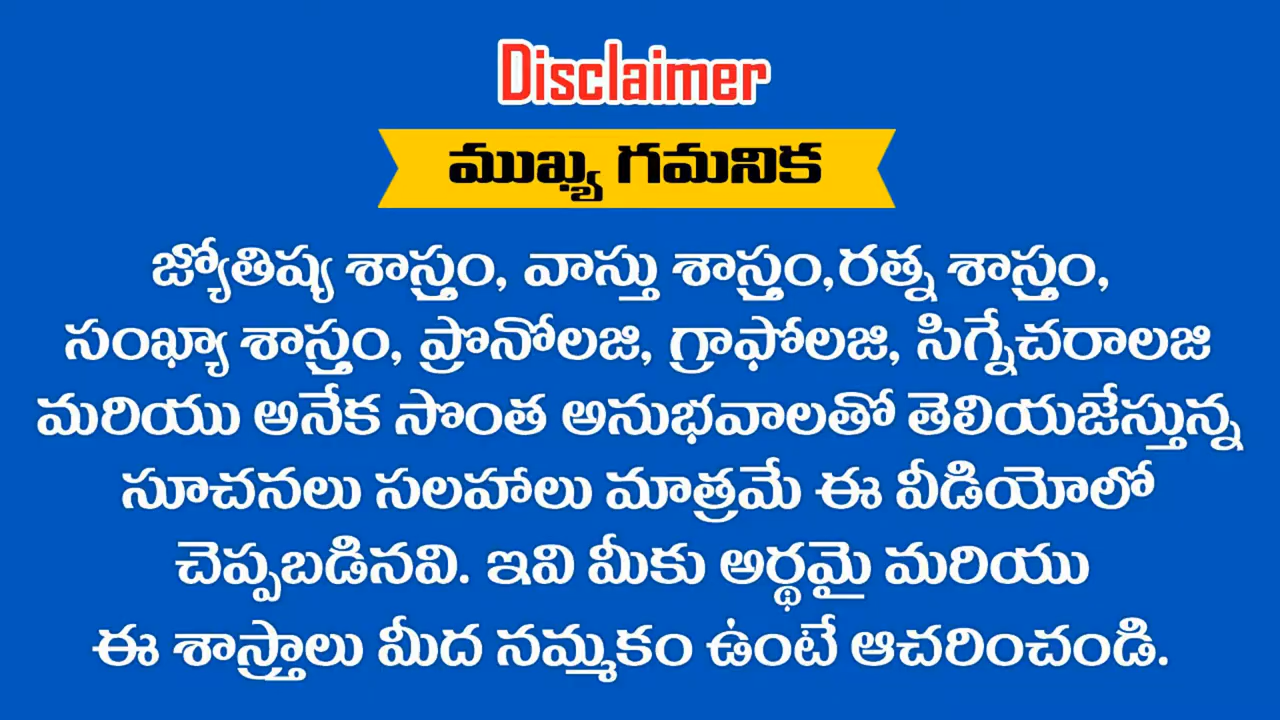 Disclaimer
ముఖ్య గమనిక
జ్యోతిష్య శాస్త్రం, వాస్తు శాస్త్రం,రత్న శాస్త్రం,
సంఖ్యా శాస్త్రం, ప్రొనోలజి, గ్రాఫోలజి, సిగ్నేచరాలజి
మరియు అనేక సొంత అనుభవాలతో తెలియజేస్తున్న
సూచనలు సలహాలు మాత్రమే ఈ వీడియోలో
చెప్పబడినవి. ఇవి మీకు అర్థమై మరియు
ఈ శాస్త్రాలు మీద నమ్మకం ఉంటే ఆచరించండి.